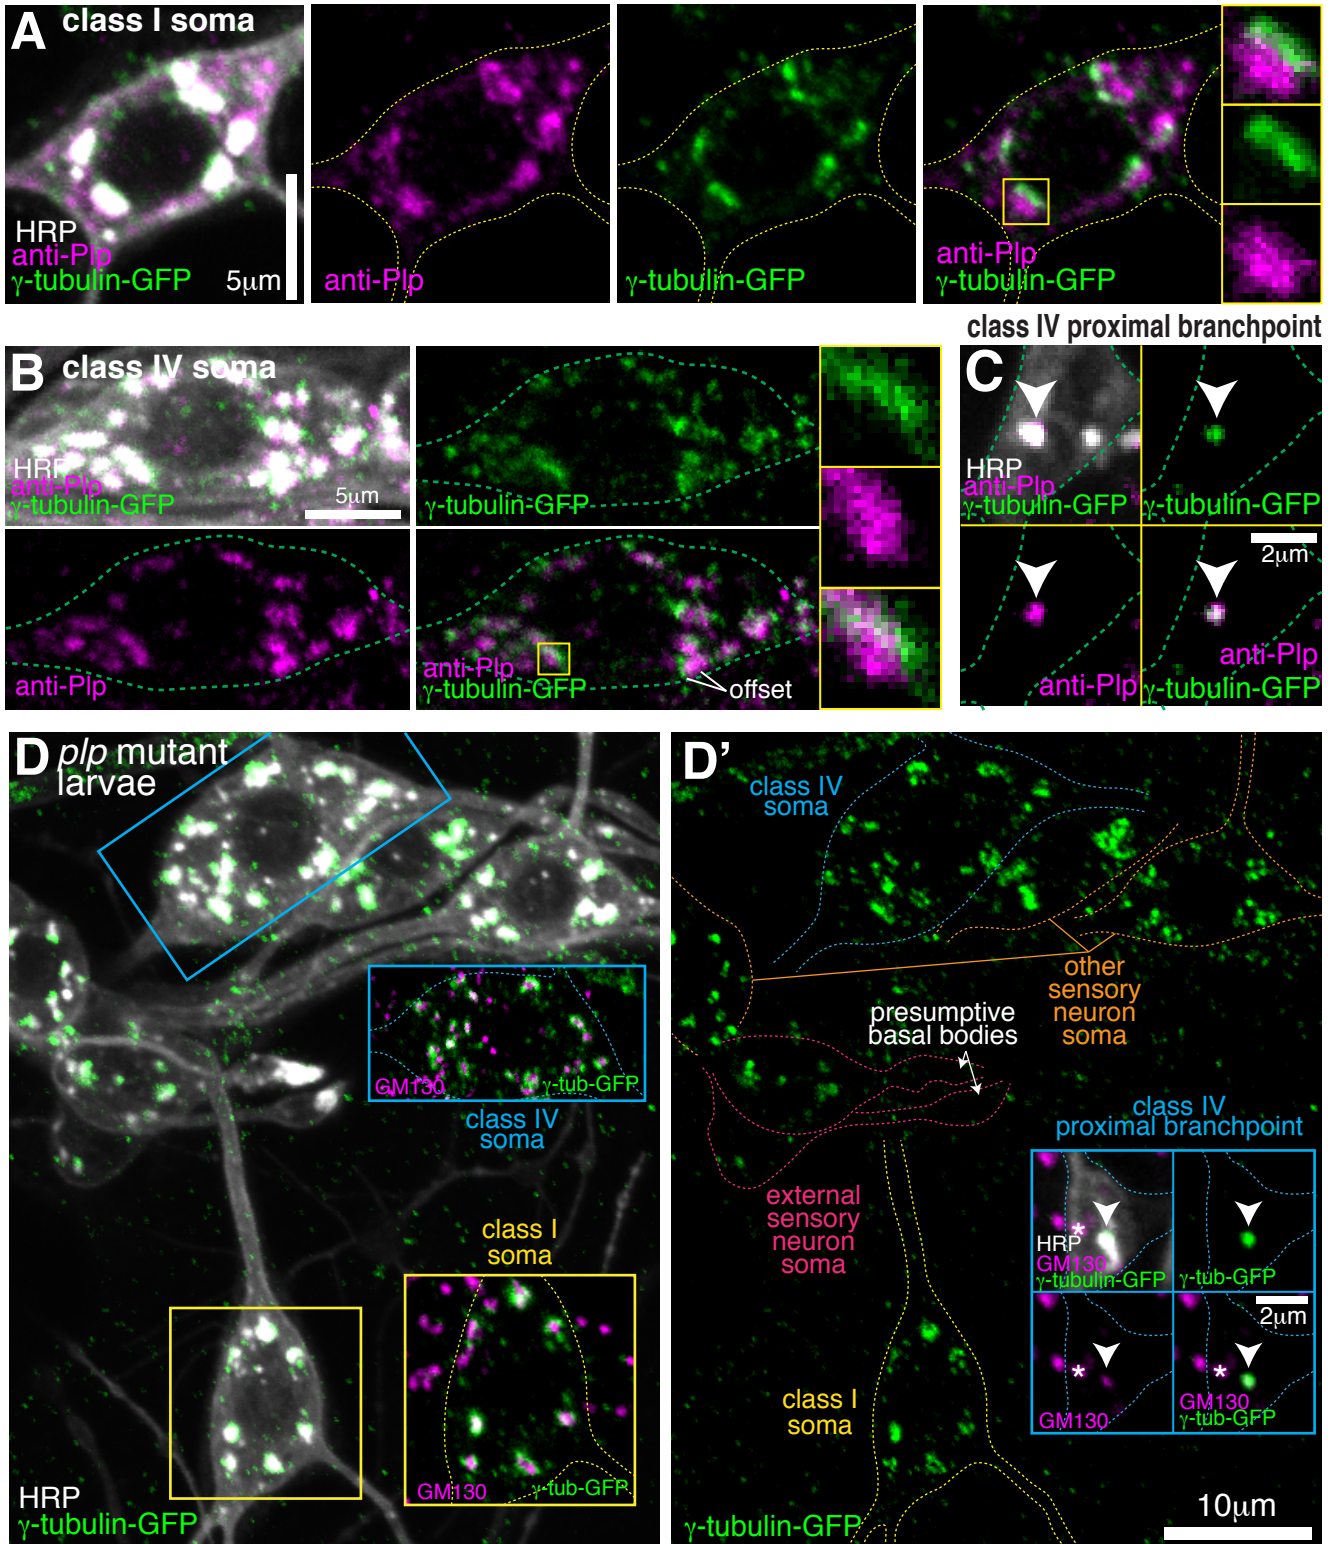 A class I soma
HRP
anti-Plp
γ-tubulin-GFP
5μm
anti-Plp
γ-tubulin-GFP
anti-Plp
γ-tubulin-GFP
B class IV soma
HRP
anti-Plp
γ-tubulin-GFP
5μm
γ-tubulin-GFP
anti-Plp
anti-Plp
γ-tubulin-GFP
offset
class IV proximal branchpoint
C
HRP
anti-Plp
γ-tubulin-GFP
γ-tubulin-GFP
2μm
anti-Plp
anti-Plp
γ-tubulin-GFP
D plp mutant
larvae
GM130
γ-tub-GFP
class IV
soma
class I
soma
GM130
γ-tub-GFP
HRP
γ-tubulin-GFP
D’
class IV
soma
other
sensory
neuron
soma
presumptive
basal bodies
external
sensory
neuron
soma
class IV
proximal branchpoint
*
HRP
GM130
γ-tubulin-GFP
γ-tub-GFP
2μm
*
GM130
*
GM130
γ-tub-GFP
class I
soma
γ-tubulin-GFP
10μm